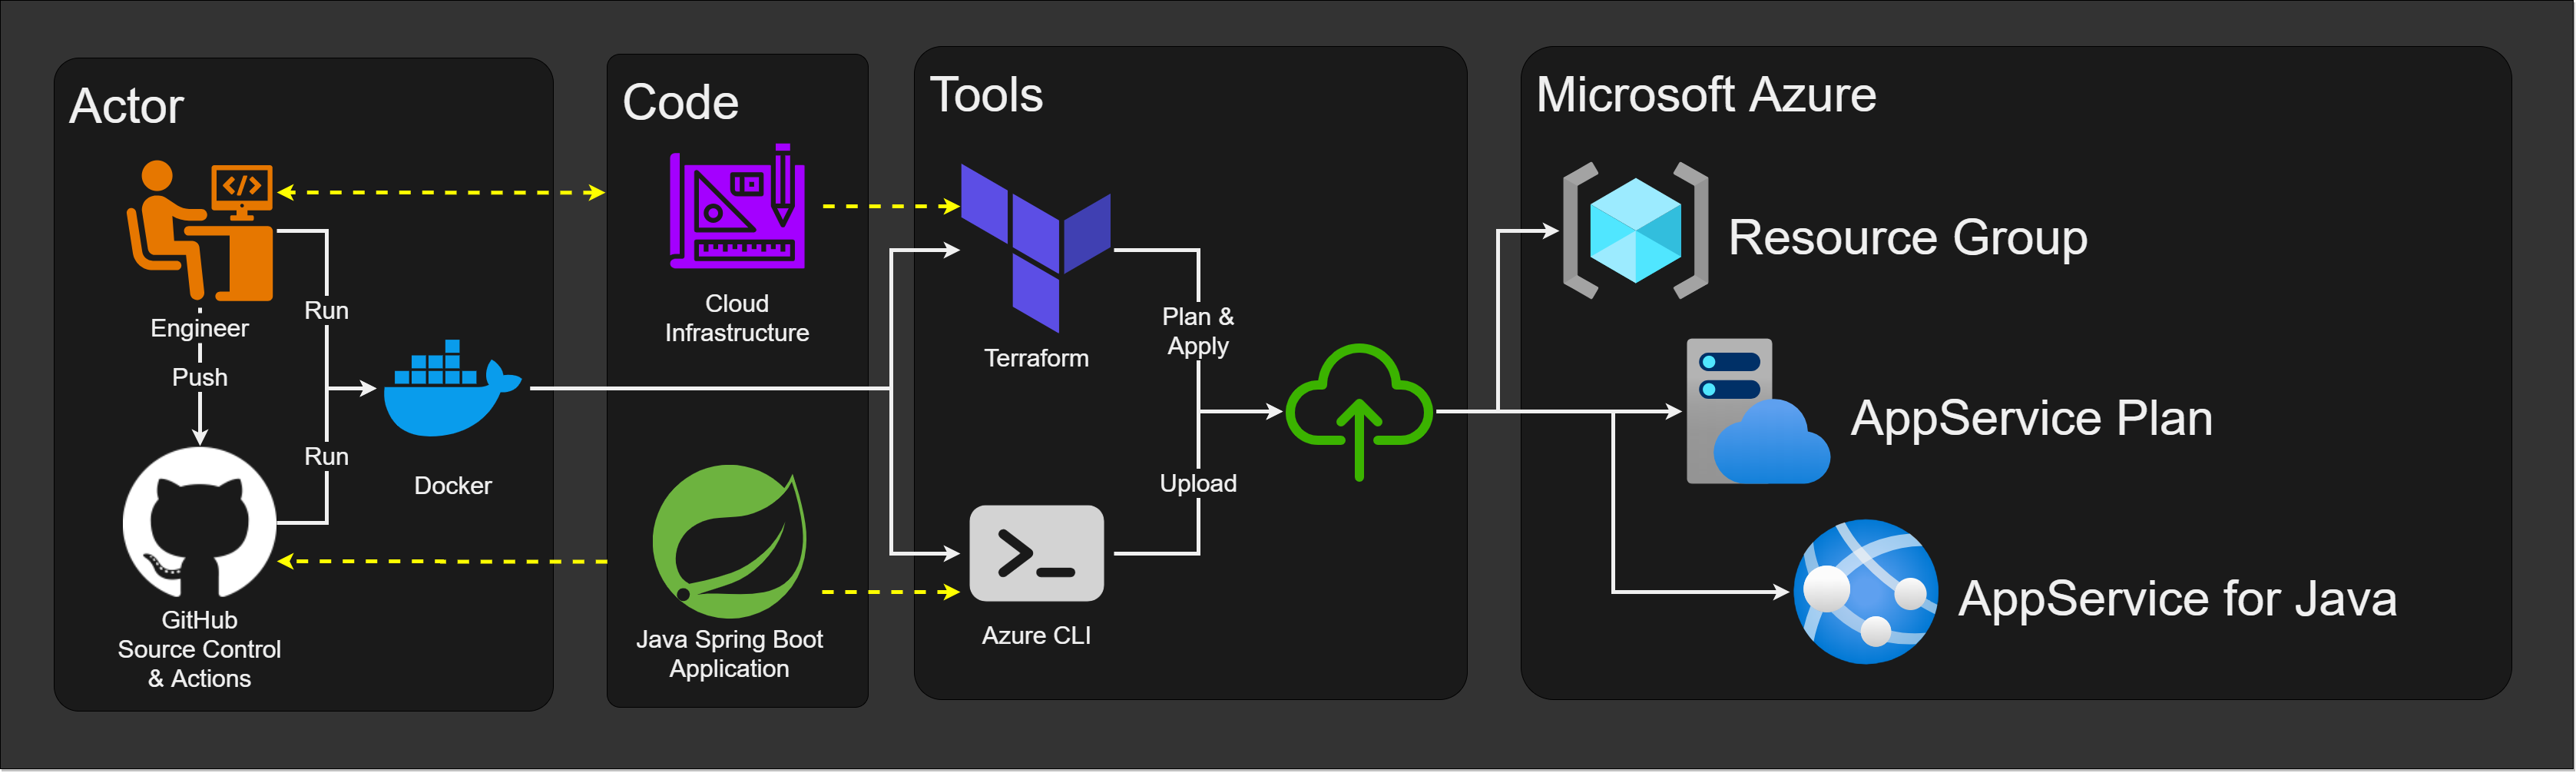 Actor
Engineer
Push
Run
Run
Docker
GitHub
Source Control
& Actions
Code
Cloud
Infrastructure
Java Spring Boot
Application
Tools
Terraform
Plan &
Apply
Upload
Azure CLI
Microsoft Azure
Resource Group
AppService Plan
AppService for Java